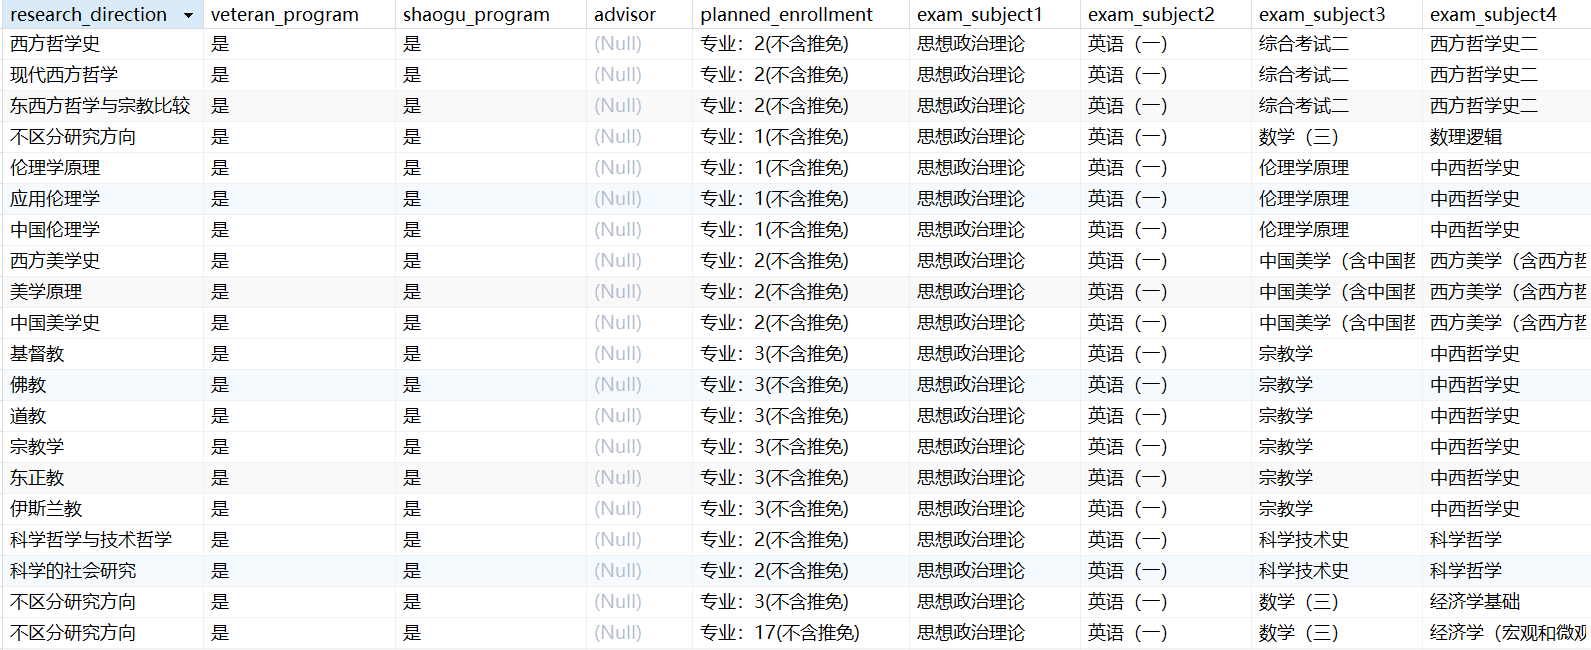 research_direction veteran_program shaogu_program advisor planned_enrollment exam_subject1 exam_subject2 exam_subject3 exam_subject4
西方哲学史 是 是 (Null) 专业：2(不含推免) 思想政治理论 英语（一） 综合考试二 西方哲学史二
现代西方哲学 是 是 (Null) 专业：2(不含推免) 思想政治理论 英语（一） 综合考试二 西方哲学史二
东西方哲学与宗教比较 是 是 (Null) 专业：2(不含推免) 思想政治理论 英语（一） 综合考试二 西方哲学史二
不区分研究方向 是 是 (Null) 专业：1(不含推免) 思想政治理论 英语（一） 数学（三） 数理逻辑
伦理学原理 是 是 (Null) 专业：1(不含推免) 思想政治理论 英语（一） 伦理学原理 中西哲学史
应用伦理学 是 是 (Null) 专业：1(不含推免) 思想政治理论 英语（一） 伦理学原理 中西哲学史
中国伦理学 是 是 (Null) 专业：1(不含推免) 思想政治理论 英语（一） 伦理学原理 中西哲学史
西方美学史 是 是 (Null) 专业：2(不含推免) 思想政治理论 英语（一） 中国美学（含中国哲 西方美学（含西方哲
美学原理 是 是 (Null) 专业：2(不含推免) 思想政治理论 英语（一） 中国美学（含中国哲 西方美学（含西方哲
中国美学史 是 是 (Null) 专业：2(不含推免) 思想政治理论 英语（一） 中国美学（含中国哲 西方美学（含西方哲
基督教 是 是 (Null) 专业：3(不含推免) 思想政治理论 英语（一） 宗教学 中西哲学史
佛教 是 是 (Null) 专业：3(不含推免) 思想政治理论 英语（一） 宗教学 中西哲学史
道教 是 是 (Null) 专业：3(不含推免) 思想政治理论 英语（一） 宗教学 中西哲学史
宗教学 是 是 (Null) 专业：3(不含推免) 思想政治理论 英语（一） 宗教学 中西哲学史
东正教 是 是 (Null) 专业：3(不含推免) 思想政治理论 英语（一） 宗教学 中西哲学史
伊斯兰教 是 是 (Null) 专业：3(不含推免) 思想政治理论 英语（一） 宗教学 中西哲学史
科学哲学与技术哲学 是 是 (Null) 专业：2(不含推免) 思想政治理论 英语（一） 科学技术史 科学哲学
科学的社会研究 是 是 (Null) 专业：2(不含推免) 思想政治理论 英语（一） 科学技术史 科学哲学
不区分研究方向 是 是 (Null) 专业：3(不含推免) 思想政治理论 英语（一） 数学（三） 经济学基础
不区分研究方向 是 是 (Null) 专业：17(不含推免) 思想政治理论 英语（一） 数学（三） 经济学（宏观和微观